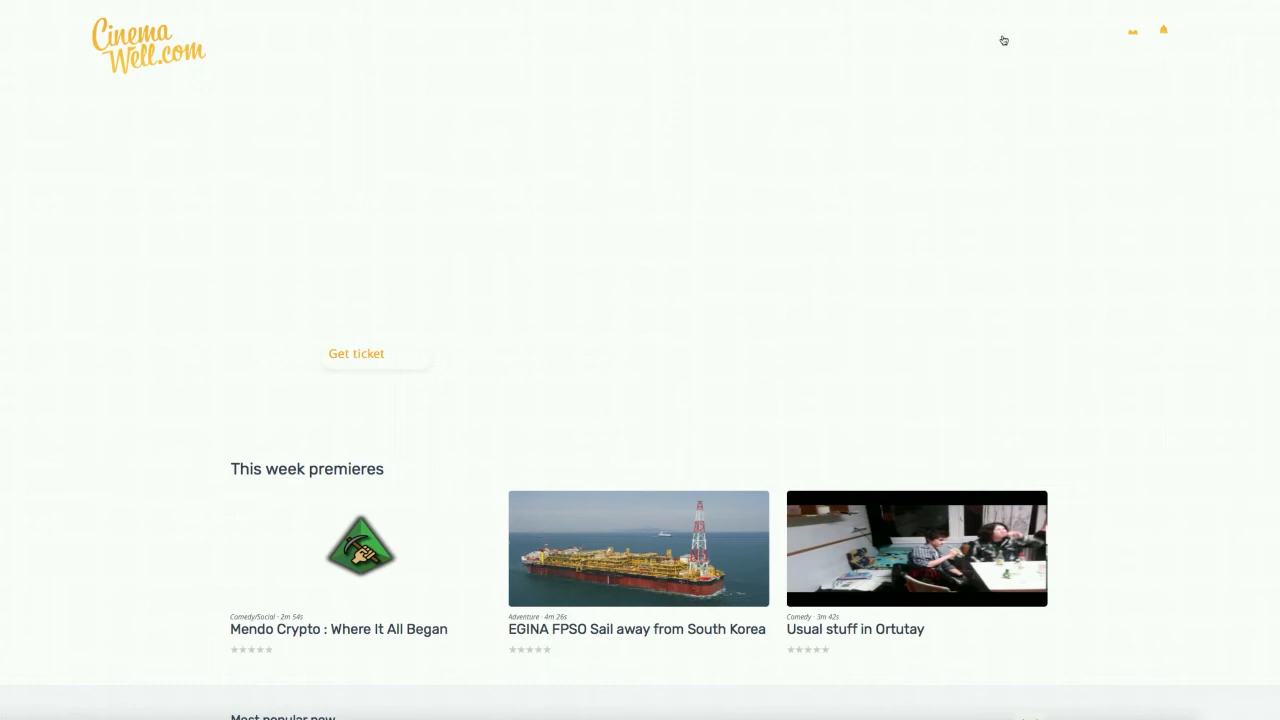 Cinema
Well.com
Get ticket
This week premieres
Comedy/Social · 2m 54s
Mendo Crypto : Where It All Began
Adventure · 4m 26s
EGINA FPSO Sail away from South Korea
Comedy · 3m 42s
Usual stuff in Ortutay
Most popular now